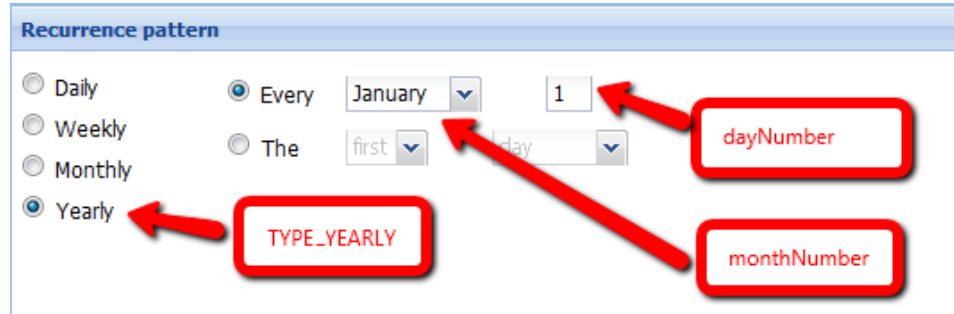 Recurrence pattern
Daily
Every January 1
Weekly
The first day
Monthly
Yearly
dayNumber
TYPE_YEARLY
monthNumber